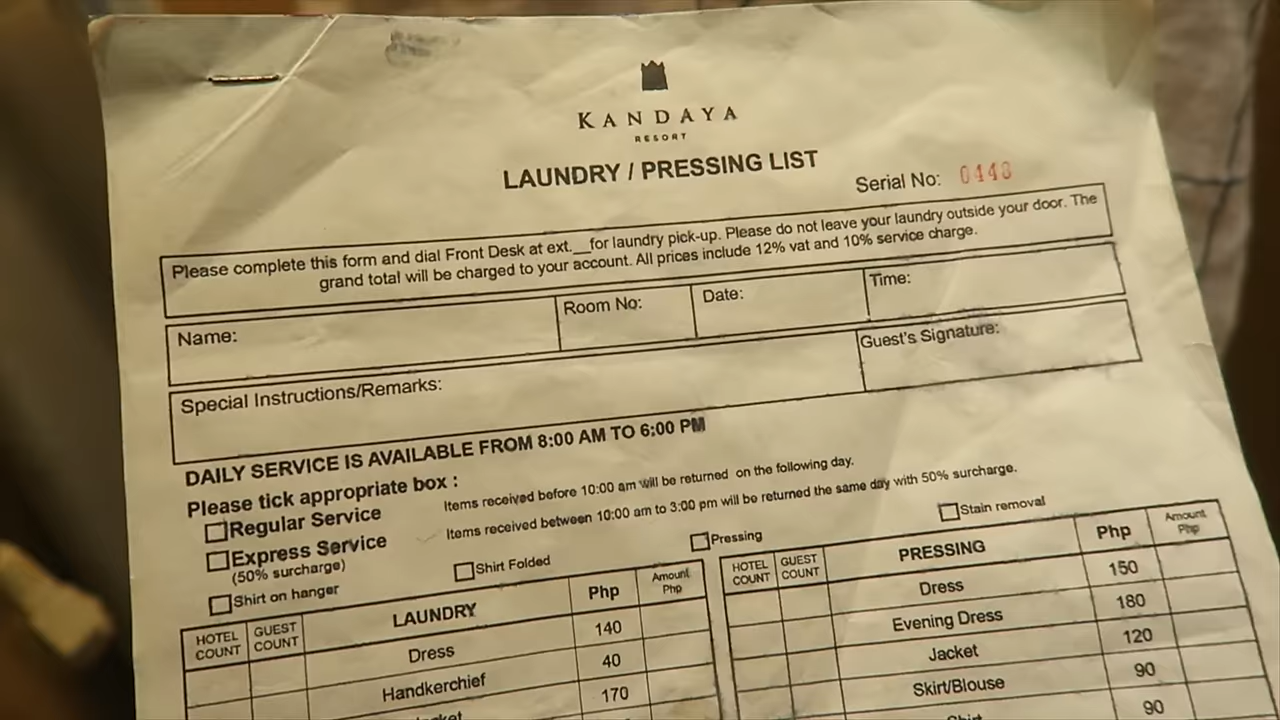 KANDAYA
RESORT
LAUNDRY / PRESSING LIST
Serial No: 0448
Please complete this form and dial Front Desk at ext.__for laundry pick-up. Please do not leave your laundry outside your door. The
grand total will be charged to your account. All prices include 12% vat and 10% service charge.
Name:
Room No:
Date:
Time:
Special Instructions/Remarks:
Guest's Signature:
DAILY SERVICE IS AVAILABLE FROM 8:00 AM TO 6:00 PM
Please tick appropriate box :
Regular Service
Items received before 10:00 am will be returned on the following day.
Express Service
(50% surcharge)
Items received between 10:00 am to 3:00 pm will be returned the same day with 50% surcharge.
Shirt on hanger
Shirt Folded
Pressing
Stain removal
HOTEL COUNT GUEST COUNT LAUNDRY Php Amount Php
Dress 140
Handkerchief 40
170
HOTEL COUNT GUEST COUNT PRESSING Php Amount Php
Dress 150
Evening Dress 180
Jacket 120
Skirt/Blouse 90
90